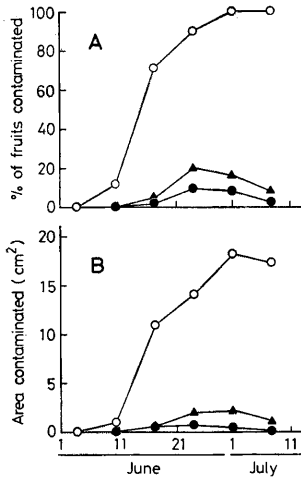 % of fruits contaminated
100
80
60
40
20
0
A
Area contaminated (cm²)
20
15
10
5
0
B
1 11 21 1 11
June July